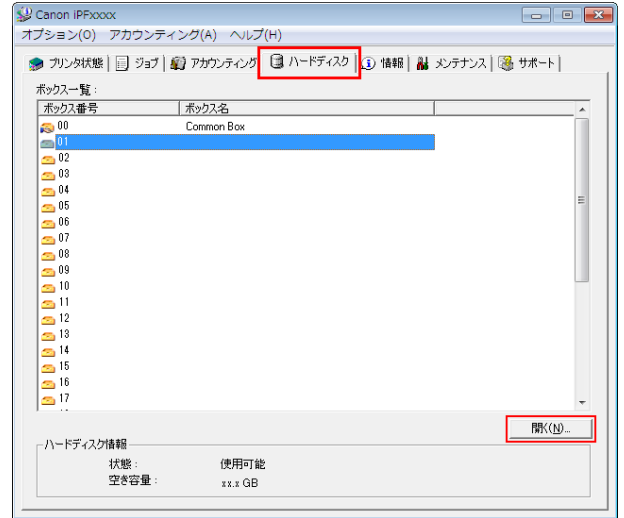 Canon iPFxxxx
オプション(O) アカウンティング(A) ヘルプ(H)
プリンタ状態 ジョブ アカウンティング ハードディスク 情報 メンテナンス サポート
ボックス一覧:
ボックス番号 ボックス名
00 Common Box
01
02
03
04
05
06
07
08
09
10
11
12
13
14
15
16
17
開く(N)...
ハードディスク情報
状態: 使用可能
空き容量: xx.x GB